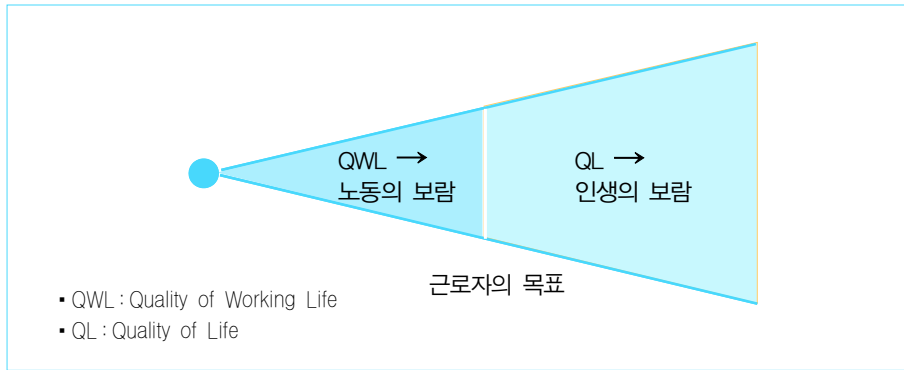 QWL →
노동의 보람
QL →
인생의 보람
근로자의 목표
▪ QWL : Quality of Working Life
▪ QL : Quality of Life